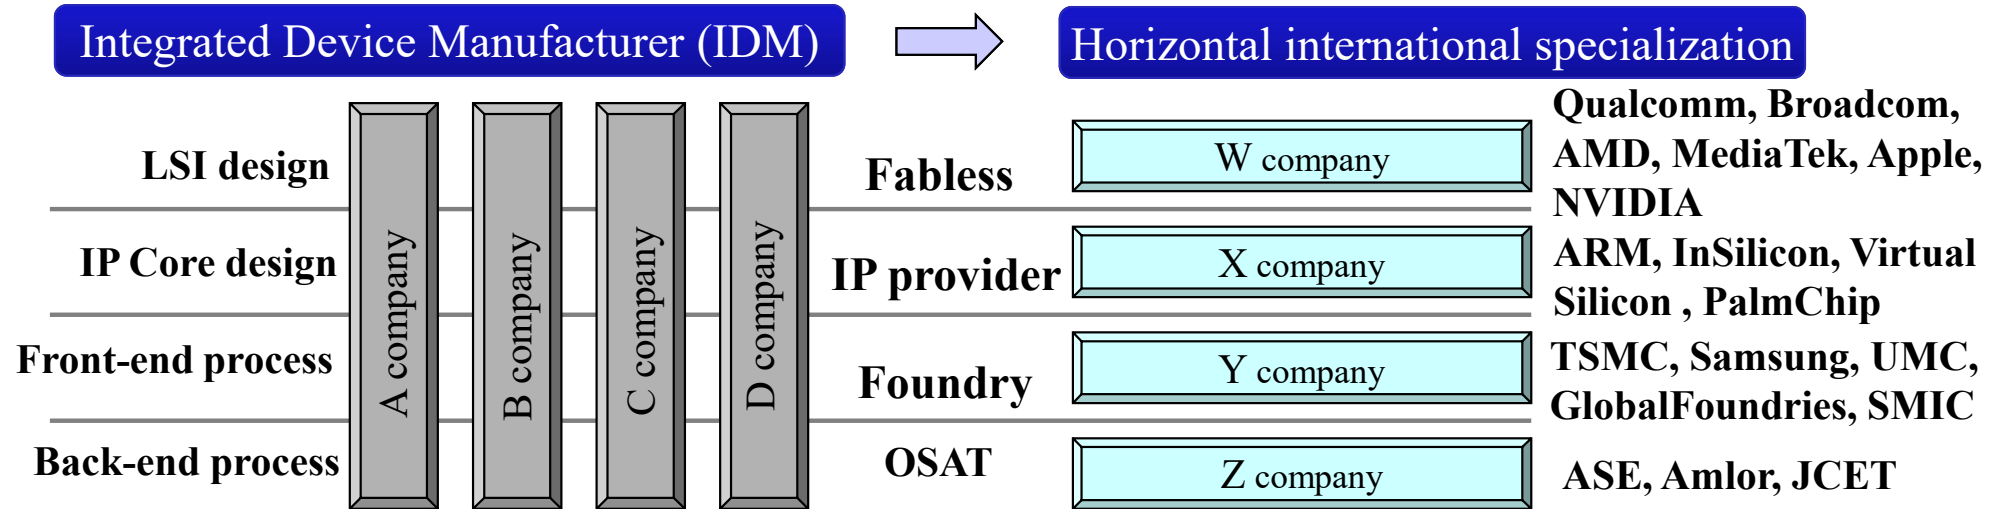 Integrated Device Manufacturer (IDM)
Horizontal international specialization
LSI design
IP Core design
Front-end process
Back-end process
A company
B company
C company
D company
Fabless
IP provider
Foundry
OSAT
W company
X company
Y company
Z company
Qualcomm, Broadcom,
AMD, MediaTek, Apple,
NVIDIA
ARM, InSilicon, Virtual
Silicon , PalmChip
TSMC, Samsung, UMC,
GlobalFoundries, SMIC
ASE, Amlor, JCET